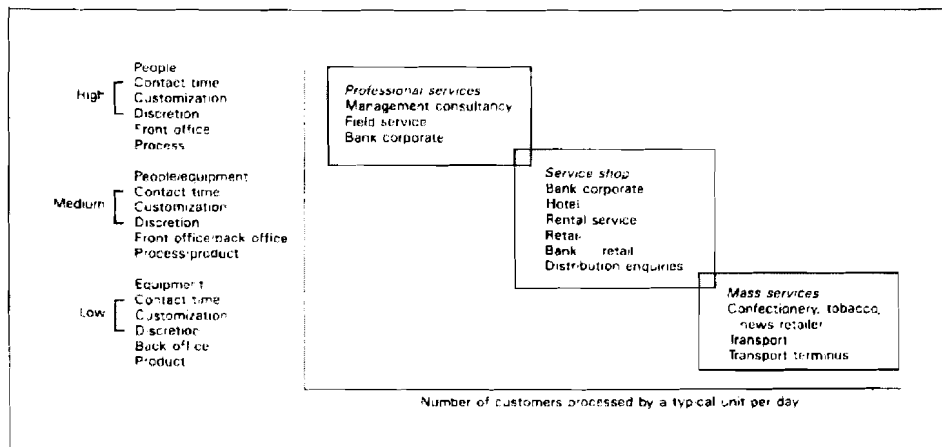 People
High
Contact time
Customization
Discretion
Front office
Process
People/equipment
Medium
Contact time
Customization
Discretion
Front office/back office
Process/product
Equipment
Low
Contact time
Customization
Discretion
Back office
Product
Professional services
Management consultancy
Field service
Bank corporate
Service shop
Bank corporate
Hotel
Rental service
Retail
Bank retail
Distribution enquiries
Mass services
Confectionery, tobacco,
news retailer
Transport
Transport terminus
Number of customers processed by a typical unit per day